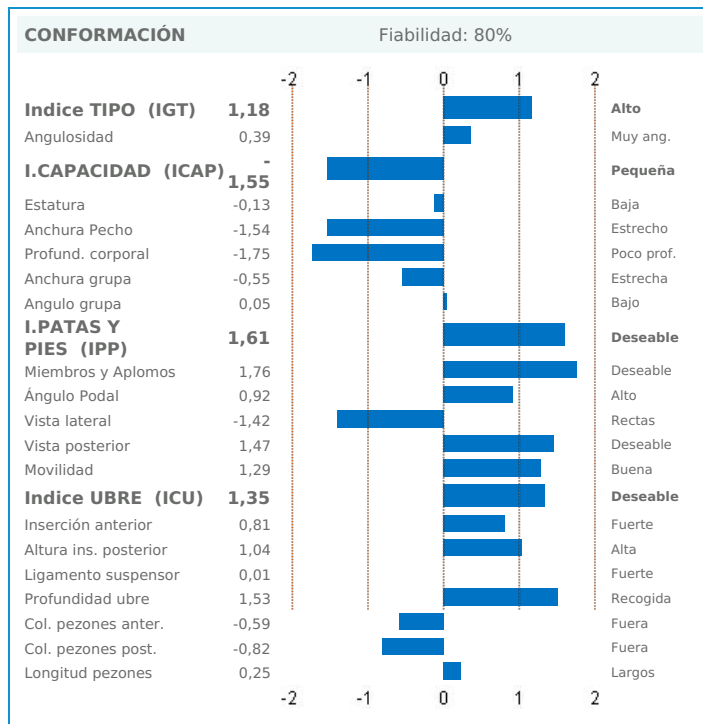 CONFORMACIÓN Fiabilidad: 80%
-2 -1 0 1 2
Indice TIPO (IGT) 1,18 Alto
Angulosidad 0,39 Muy ang.
I.CAPACIDAD (ICAP) -1,55 Pequeña
Estatura -0,13 Baja
Anchura Pecho -1,54 Estrecho
Profund. corporal -1,75 Poco prof.
Anchura grupa -0,55 Estrecha
Angulo grupa 0,05 Bajo
I.PATAS Y
PIES (IPP) 1,61 Deseable
Miembros y Aplomos 1,76 Deseable
Ángulo Podal 0,92 Alto
Vista lateral -1,42 Rectas
Vista posterior 1,47 Deseable
Movilidad 1,29 Buena
Indice UBRE (ICU) 1,35 Deseable
Inserción anterior 0,81 Fuerte
Altura ins. posterior 1,04 Alta
Ligamento suspensor 0,01 Fuerte
Profundidad ubre 1,53 Recogida
Col. pezones anter. -0,59 Fuera
Col. pezones post. -0,82 Fuera
Longitud pezones 0,25 Largos
-2 -1 0 1 2